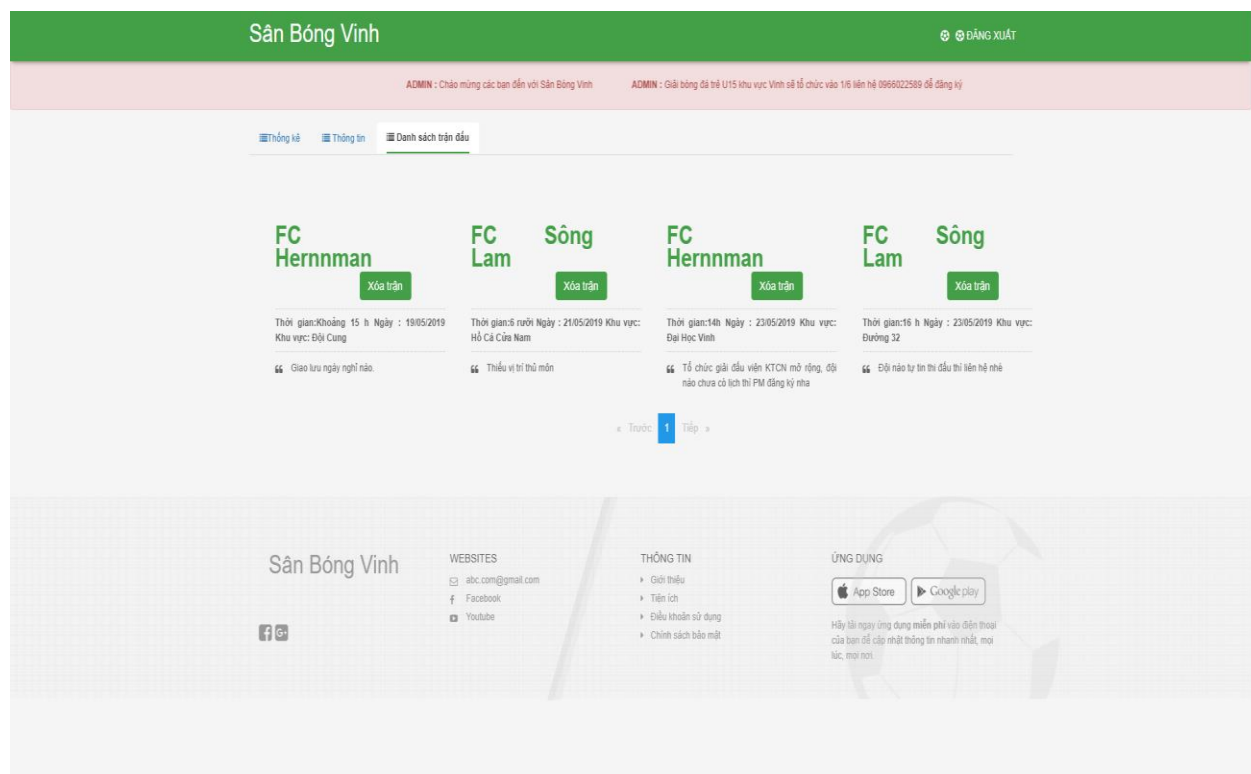 Sân Bóng Vinh
ĐĂNG XUẤT
ADMIN : Chào mừng các bạn đến với Sân Bóng Vinh ADMIN : Giải bóng đá trẻ U15 khu vực Vinh sẽ tổ chức vào 1/6 liên hệ 0966022589 để đăng ký
Thống kê Thông tin Danh sách trận đấu
FC
Hernnman
Xóa trận
Thời gian:Khoảng 15 h Ngày : 19/05/2019
Khu vực: Đội Cung
Giao lưu ngày nghỉ nào.
FC Sông
Lam
Xóa trận
Thời gian:6 rưỡi Ngày : 21/05/2019 Khu vực:
Hồ Cá Cửa Nam
Thiếu vị trí thủ môn
FC
Hernnman
Xóa trận
Thời gian:14h Ngày : 23/05/2019 Khu vực:
Đại Học Vinh
Tổ chức giải đấu viện KTCN mở rộng, đội
nào chưa có lịch thì PM đăng ký nha
FC Sông
Lam
Xóa trận
Thời gian:16 h Ngày : 23/05/2019 Khu vực:
Đường 32
Đội nào tự tin thi đấu thì liên hệ nhé
« Trước 1 Tiếp »
Sân Bóng Vinh
WEBSITES
abc.com@gmail.com
Facebook
Youtube
THÔNG TIN
Giới thiệu
Tiện ích
Điều khoản sử dụng
Chính sách bảo mật
ỨNG DỤNG
App Store Google play
Hãy tải ngay ứng dụng miễn phí vào điện thoại
của bạn để cập nhật thông tin nhanh nhất, mọi
lúc, mọi nơi.